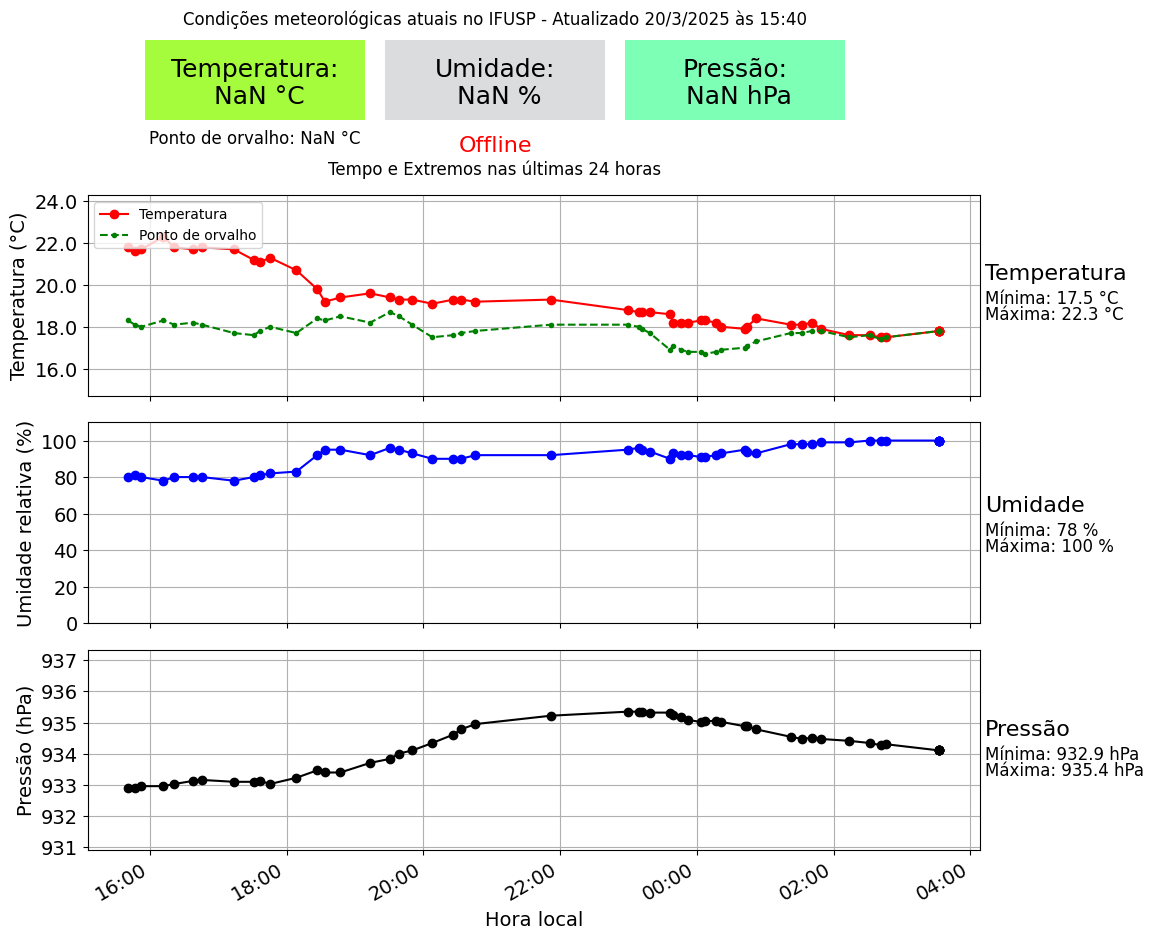 Condições meteorológicas atuais no IFUSP - Atualizado 20/3/2025 às 15:40
Temperatura:
NaN °C
Umidade:
NaN %
Pressão:
NaN hPa
Ponto de orvalho: NaN °C
Offline
Tempo e Extremos nas últimas 24 horas
Temperatura (°C)
24.0
22.0
20.0
18.0
16.0
Temperatura
Ponto de orvalho
Temperatura
Mínima: 17.5 °C
Máxima: 22.3 °C
Umidade relativa (%)
100
80
60
40
20
0
Umidade
Mínima: 78 %
Máxima: 100 %
Pressão (hPa)
937
936
935
934
933
932
931
Pressão
Mínima: 932.9 hPa
Máxima: 935.4 hPa
16:00
18:00
20:00
22:00
00:00
02:00
04:00
Hora local